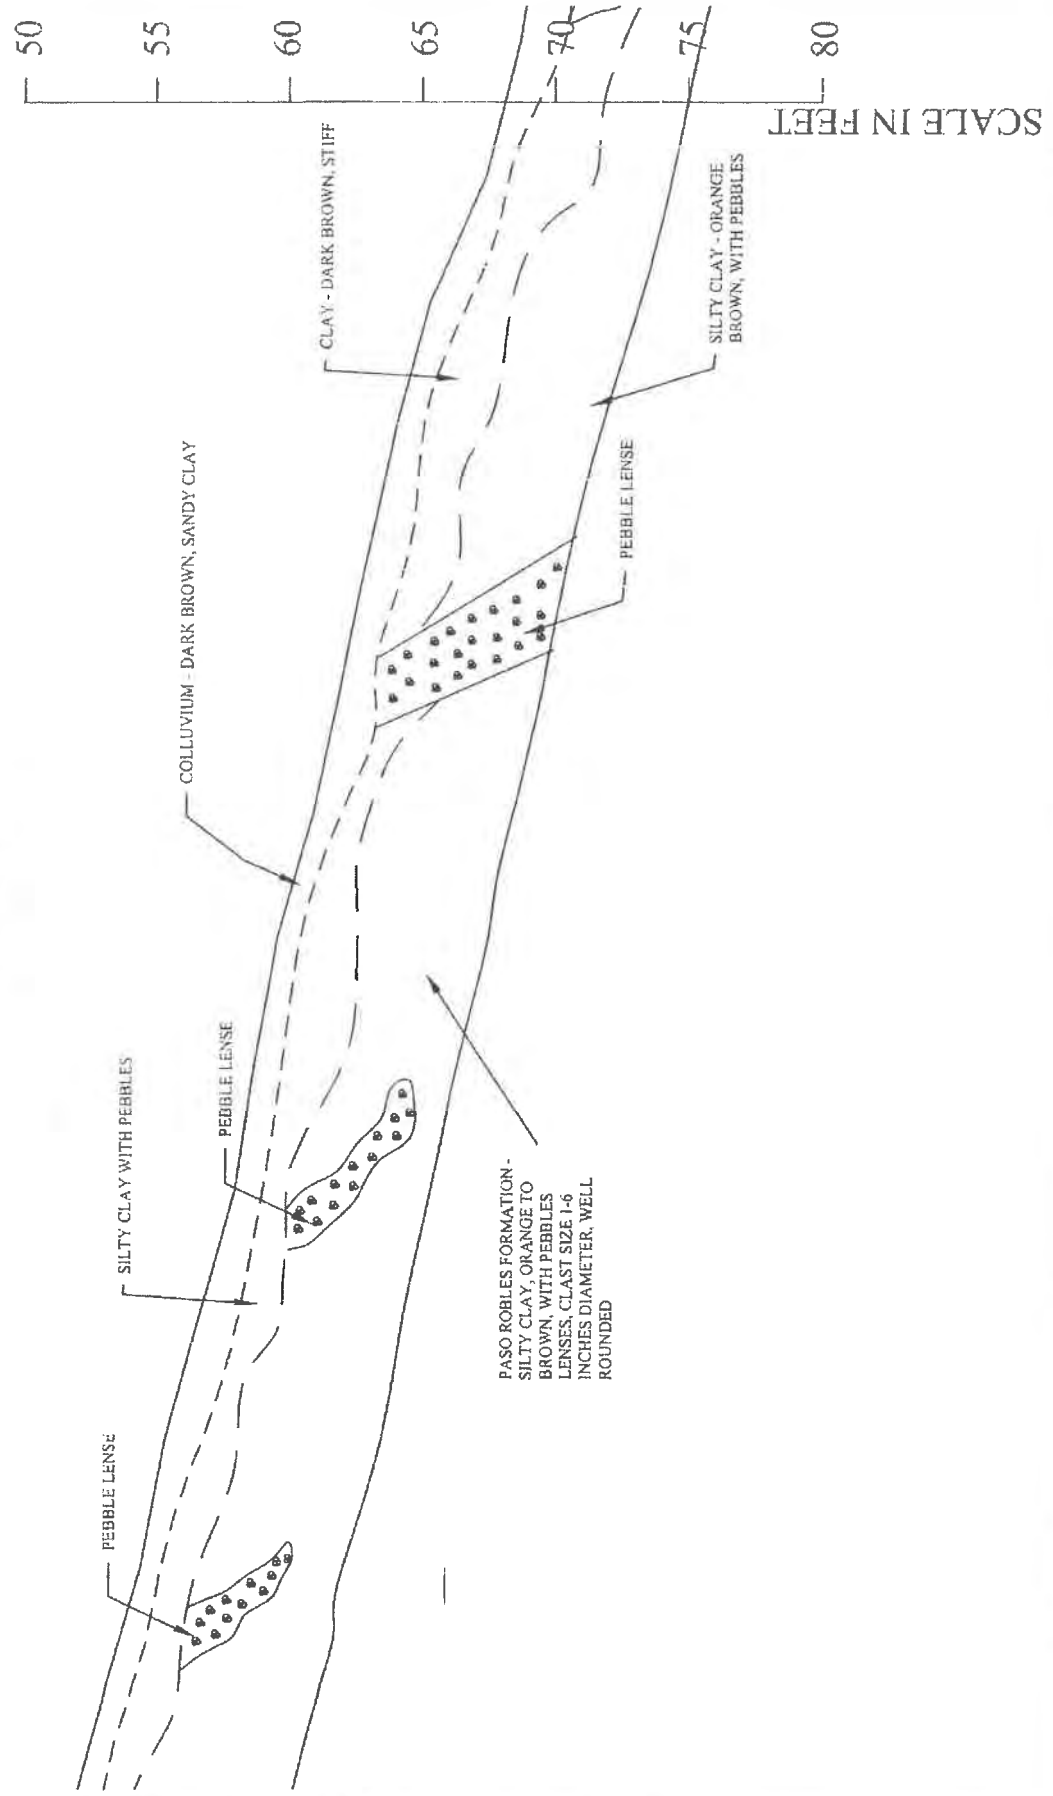 50
55
60
65
70
75
80
SCALE IN FEET
CLAY - DARK BROWN, STIFF
SILTY CLAY - ORANGE
BROWN, WITH PEBBLES
COLLUVIUM - DARK BROWN, SANDY CLAY
PEBBLE LENSE
SILTY CLAY WITH PEBBLES
PEBBLE LENSE
PASO ROBLES FORMATION -
SILTY CLAY, ORANGE TO
BROWN, WITH PEBBLES
LENSES, CLAST SIZE 1-6
INCHES DIAMETER, WELL
ROUNDED
PEBBLE LENSE